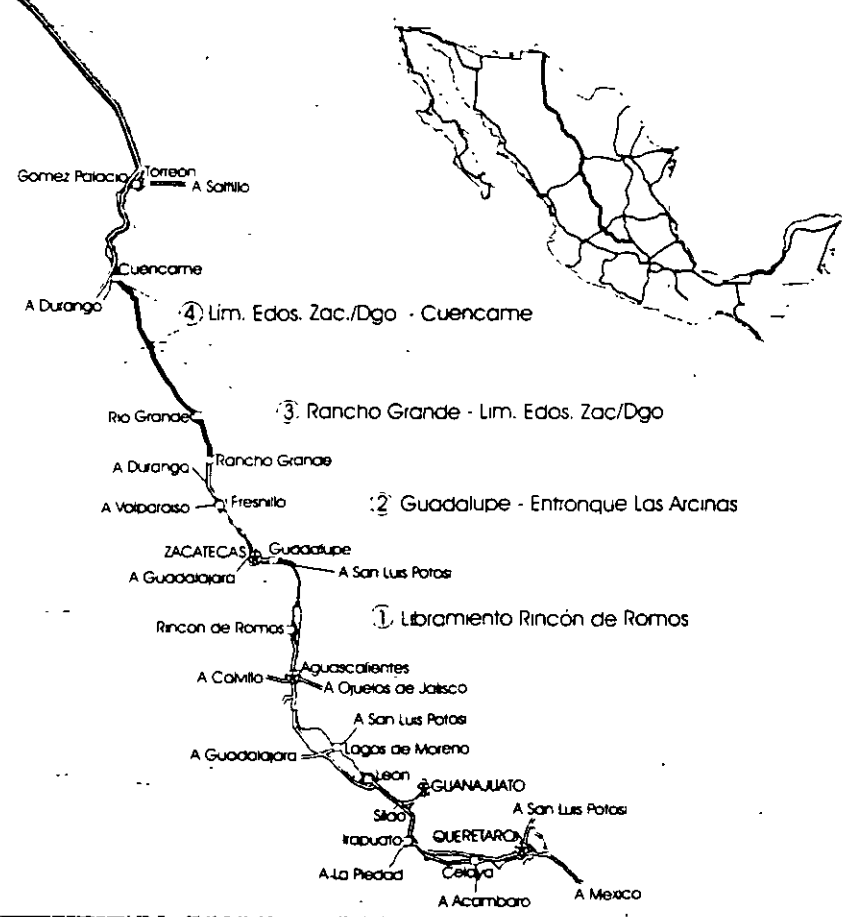 Torreon
Gomez Palacio
A Saltillo
Cuencame
A Durango
④ Lim. Edos. Zac./Dgo - Cuencame
Rio Grande
③ Rancho Grande - Lim. Edos. Zac/Dgo
Rancho Grande
A Durango
A Valparaiso
Fresnillo
② Guadalupe - Entronque Las Arcinas
ZACATECAS
Guadalupe
A Guadalajara
A San Luis Potosi
① Libramiento Rincón de Romos
Rincon de Romos
Aguascalientes
A Calvillo
A Ojuelos de Jalisco
A San Luis Potosi
Lagos de Moreno
A Guadalajara
Leon
GUANAJUATO
Silao
A San Luis Potosi
Irapuato
QUERETARO
A La Piedad
Celaya
A Acambaro
A Mexico